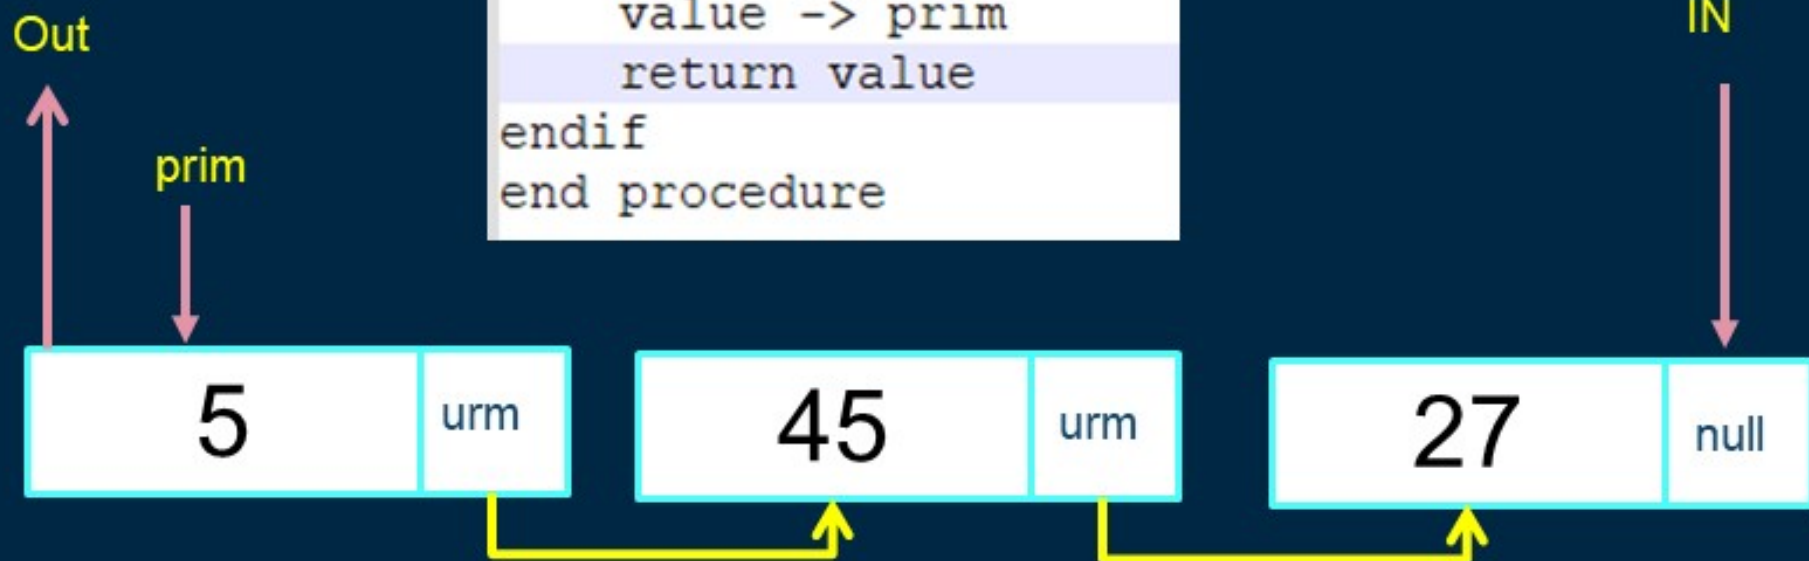 Out
value -> prim
IN
return value
prim
endif
end procedure
5
urm
45
urm
27
null